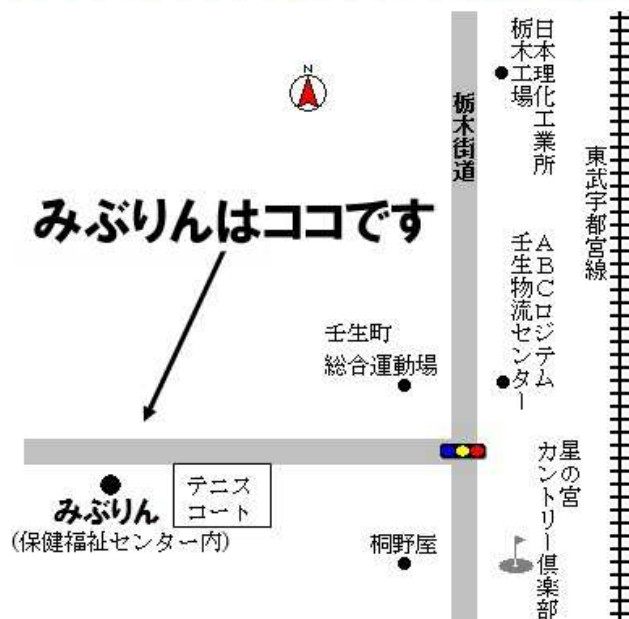 N
日本理化工業所
栃木工場
栃木街道
東武宇都宮線
みぶりんはココです
ABCロジテム
壬生物流センター
壬生町
総合運動場
星の宮
カントリー倶楽部
テニス
コート
みぶりん
(保健福祉センター内)
桐野屋